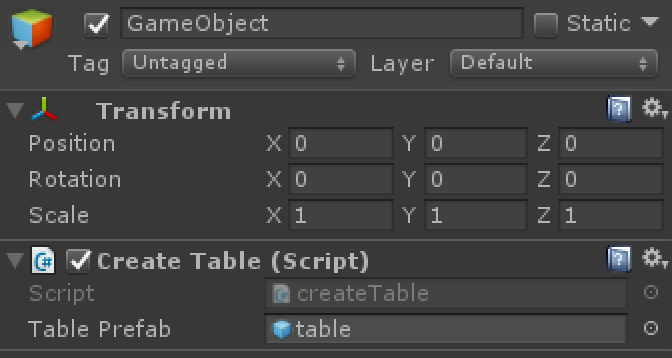 GameObject Static
Tag Untagged Layer Default
Transform
Position X 0 Y 0 Z 0
Rotation X 0 Y 0 Z 0
Scale X 1 Y 1 Z 1
C# Create Table (Script)
Script createTable
Table Prefab table